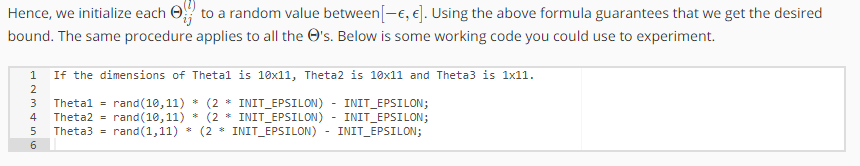 Hence, we initialize each Θ_{ij}^{(l)} to a random value between[−ϵ, ϵ]. Using the above formula guarantees that we get the desired
bound. The same procedure applies to all the Θ's. Below is some working code you could use to experiment.
1 If the dimensions of Theta1 is 10x11, Theta2 is 10x11 and Theta3 is 1x11.
2
3 Theta1 = rand(10,11) * (2 * INIT_EPSILON) - INIT_EPSILON;
4 Theta2 = rand(10,11) * (2 * INIT_EPSILON) - INIT_EPSILON;
5 Theta3 = rand(1,11) * (2 * INIT_EPSILON) - INIT_EPSILON;
6